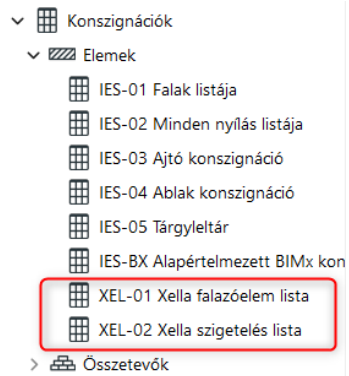 Konszignációk
Elemek
IES-01 Falak listája
IES-02 Minden nyílás listája
IES-03 Ajtó konszignáció
IES-04 Ablak konszignáció
IES-05 Tárgyleltár
IES-BX Alapértelmezett BIMx kon
XEL-01 Xella falazóelem lista
XEL-02 Xella szigetelés lista
Összetevők